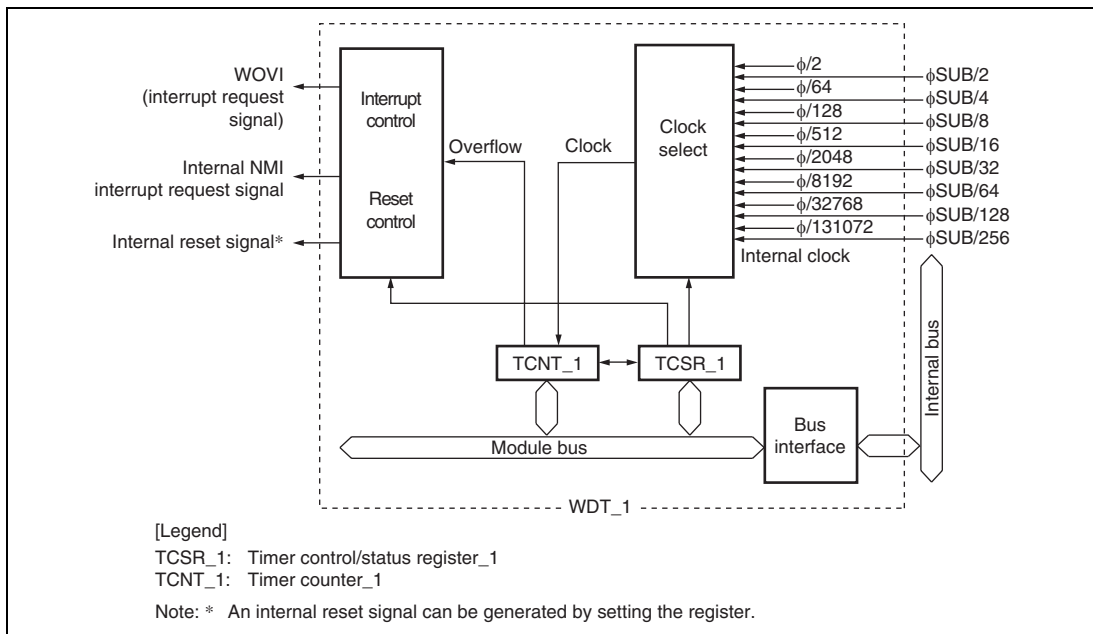 WOVI
(interrupt request
signal)
Internal NMI
interrupt request signal
Internal reset signal*
Interrupt
control
Reset
control
Overflow
Clock
Clock
select
ϕ/2
ϕ/64
ϕ/128
ϕ/512
ϕ/2048
ϕ/8192
ϕ/32768
ϕ/131072
Internal clock
ϕSUB/2
ϕSUB/4
ϕSUB/8
ϕSUB/16
ϕSUB/32
ϕSUB/64
ϕSUB/128
ϕSUB/256
TCNT_1
TCSR_1
Module bus
Bus
interface
Internal bus
WDT_1
[Legend]
TCSR_1: Timer control/status register_1
TCNT_1: Timer counter_1
Note: * An internal reset signal can be generated by setting the register.